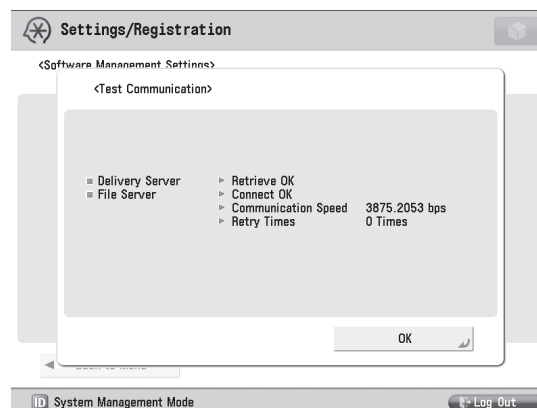 Settings/Registration
<Software Management Settings>
<Test Communication>
Delivery Server ▶ Retrieve OK
File Server ▶ Connect OK
▶ Communication Speed 3875.2053 bps
▶ Retry Times 0 Times
OK
ID System Management Mode
Log Out